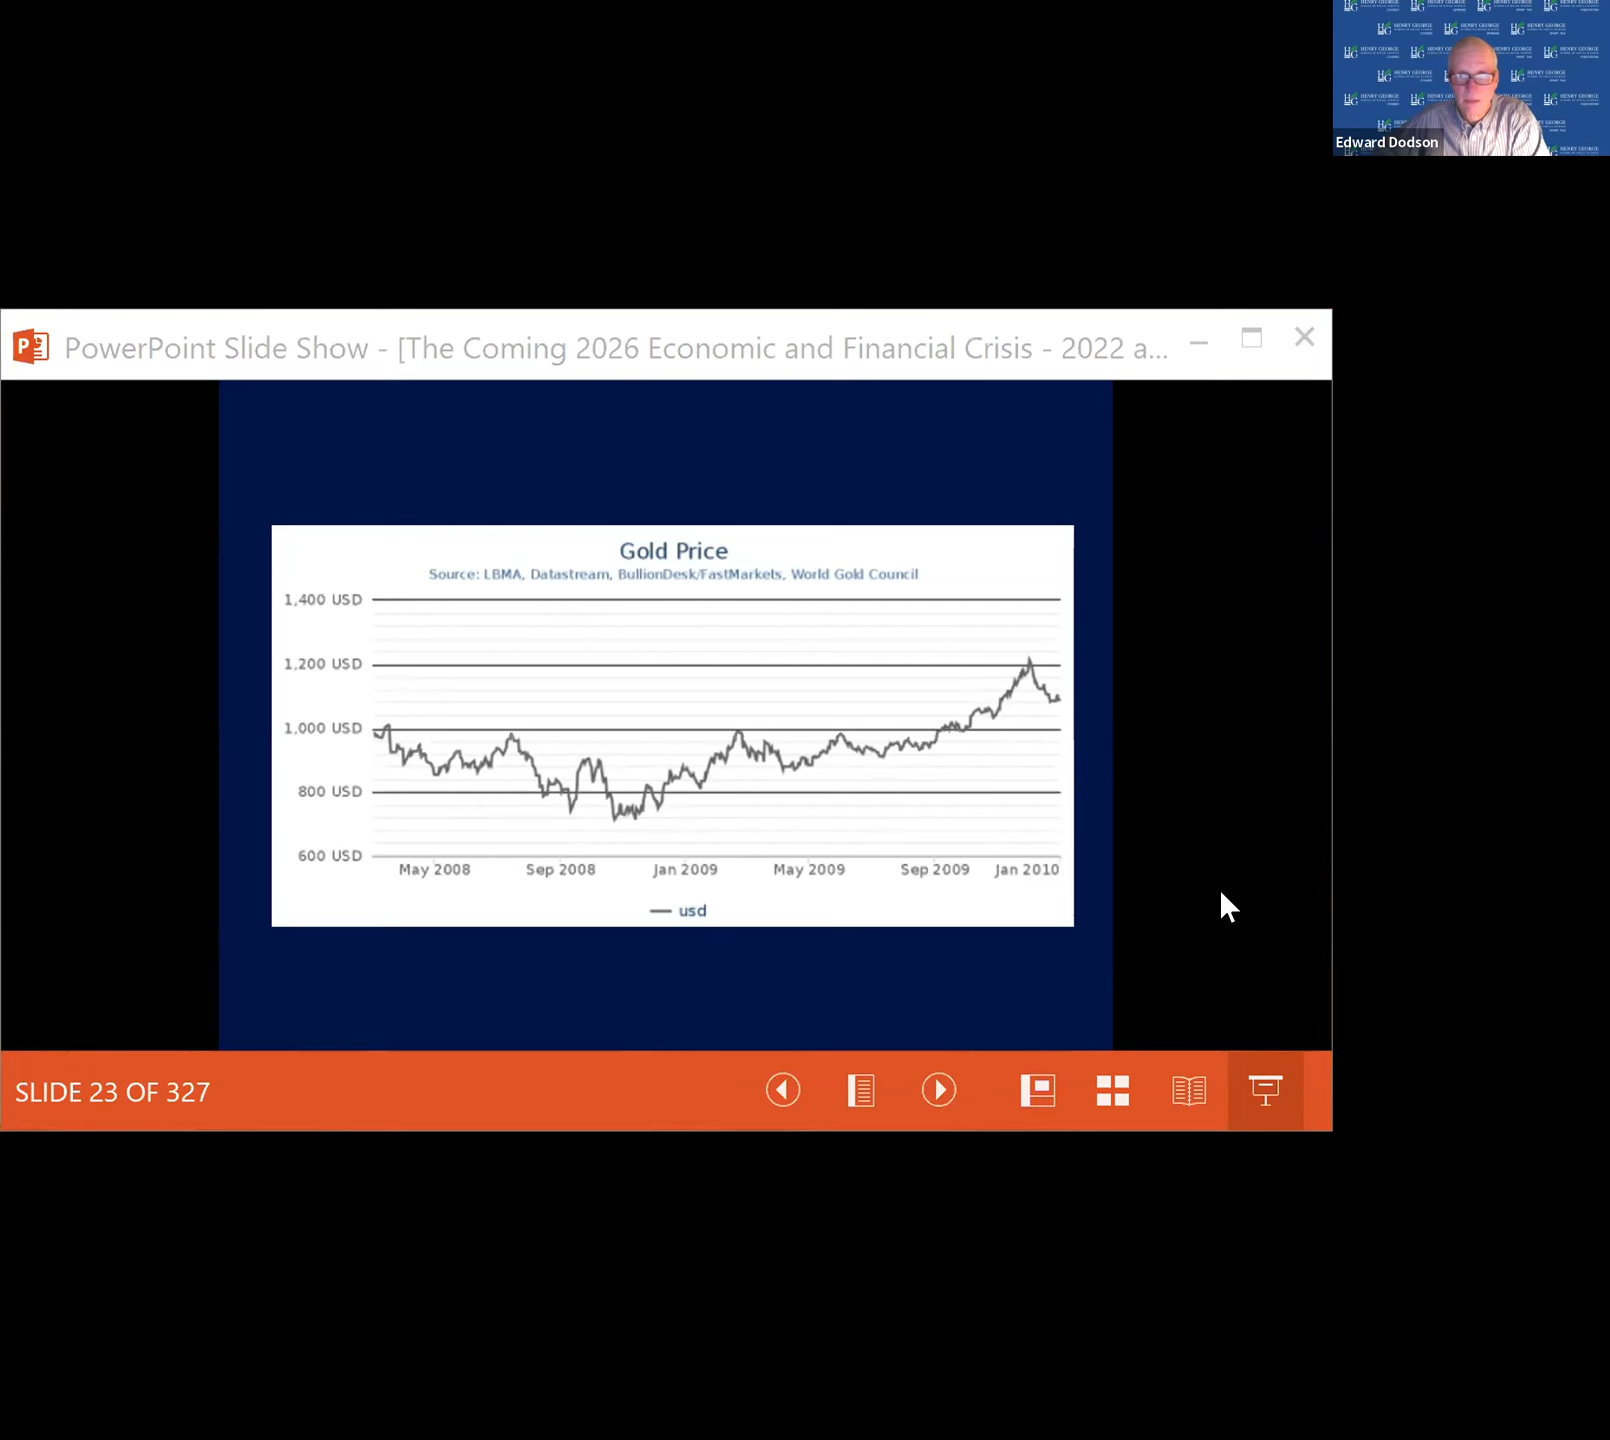 HENRY GEORGE
Edward Dodson
PowerPoint Slide Show - [The Coming 2026 Economic and Financial Crisis - 2022 a...
Gold Price
Source: LBMA, Datastream, BullionDesk/FastMarkets, World Gold Council
1,400 USD
1,200 USD
1,000 USD
800 USD
600 USD
May 2008 Sep 2008 Jan 2009 May 2009 Sep 2009 Jan 2010
usd
SLIDE 23 OF 327